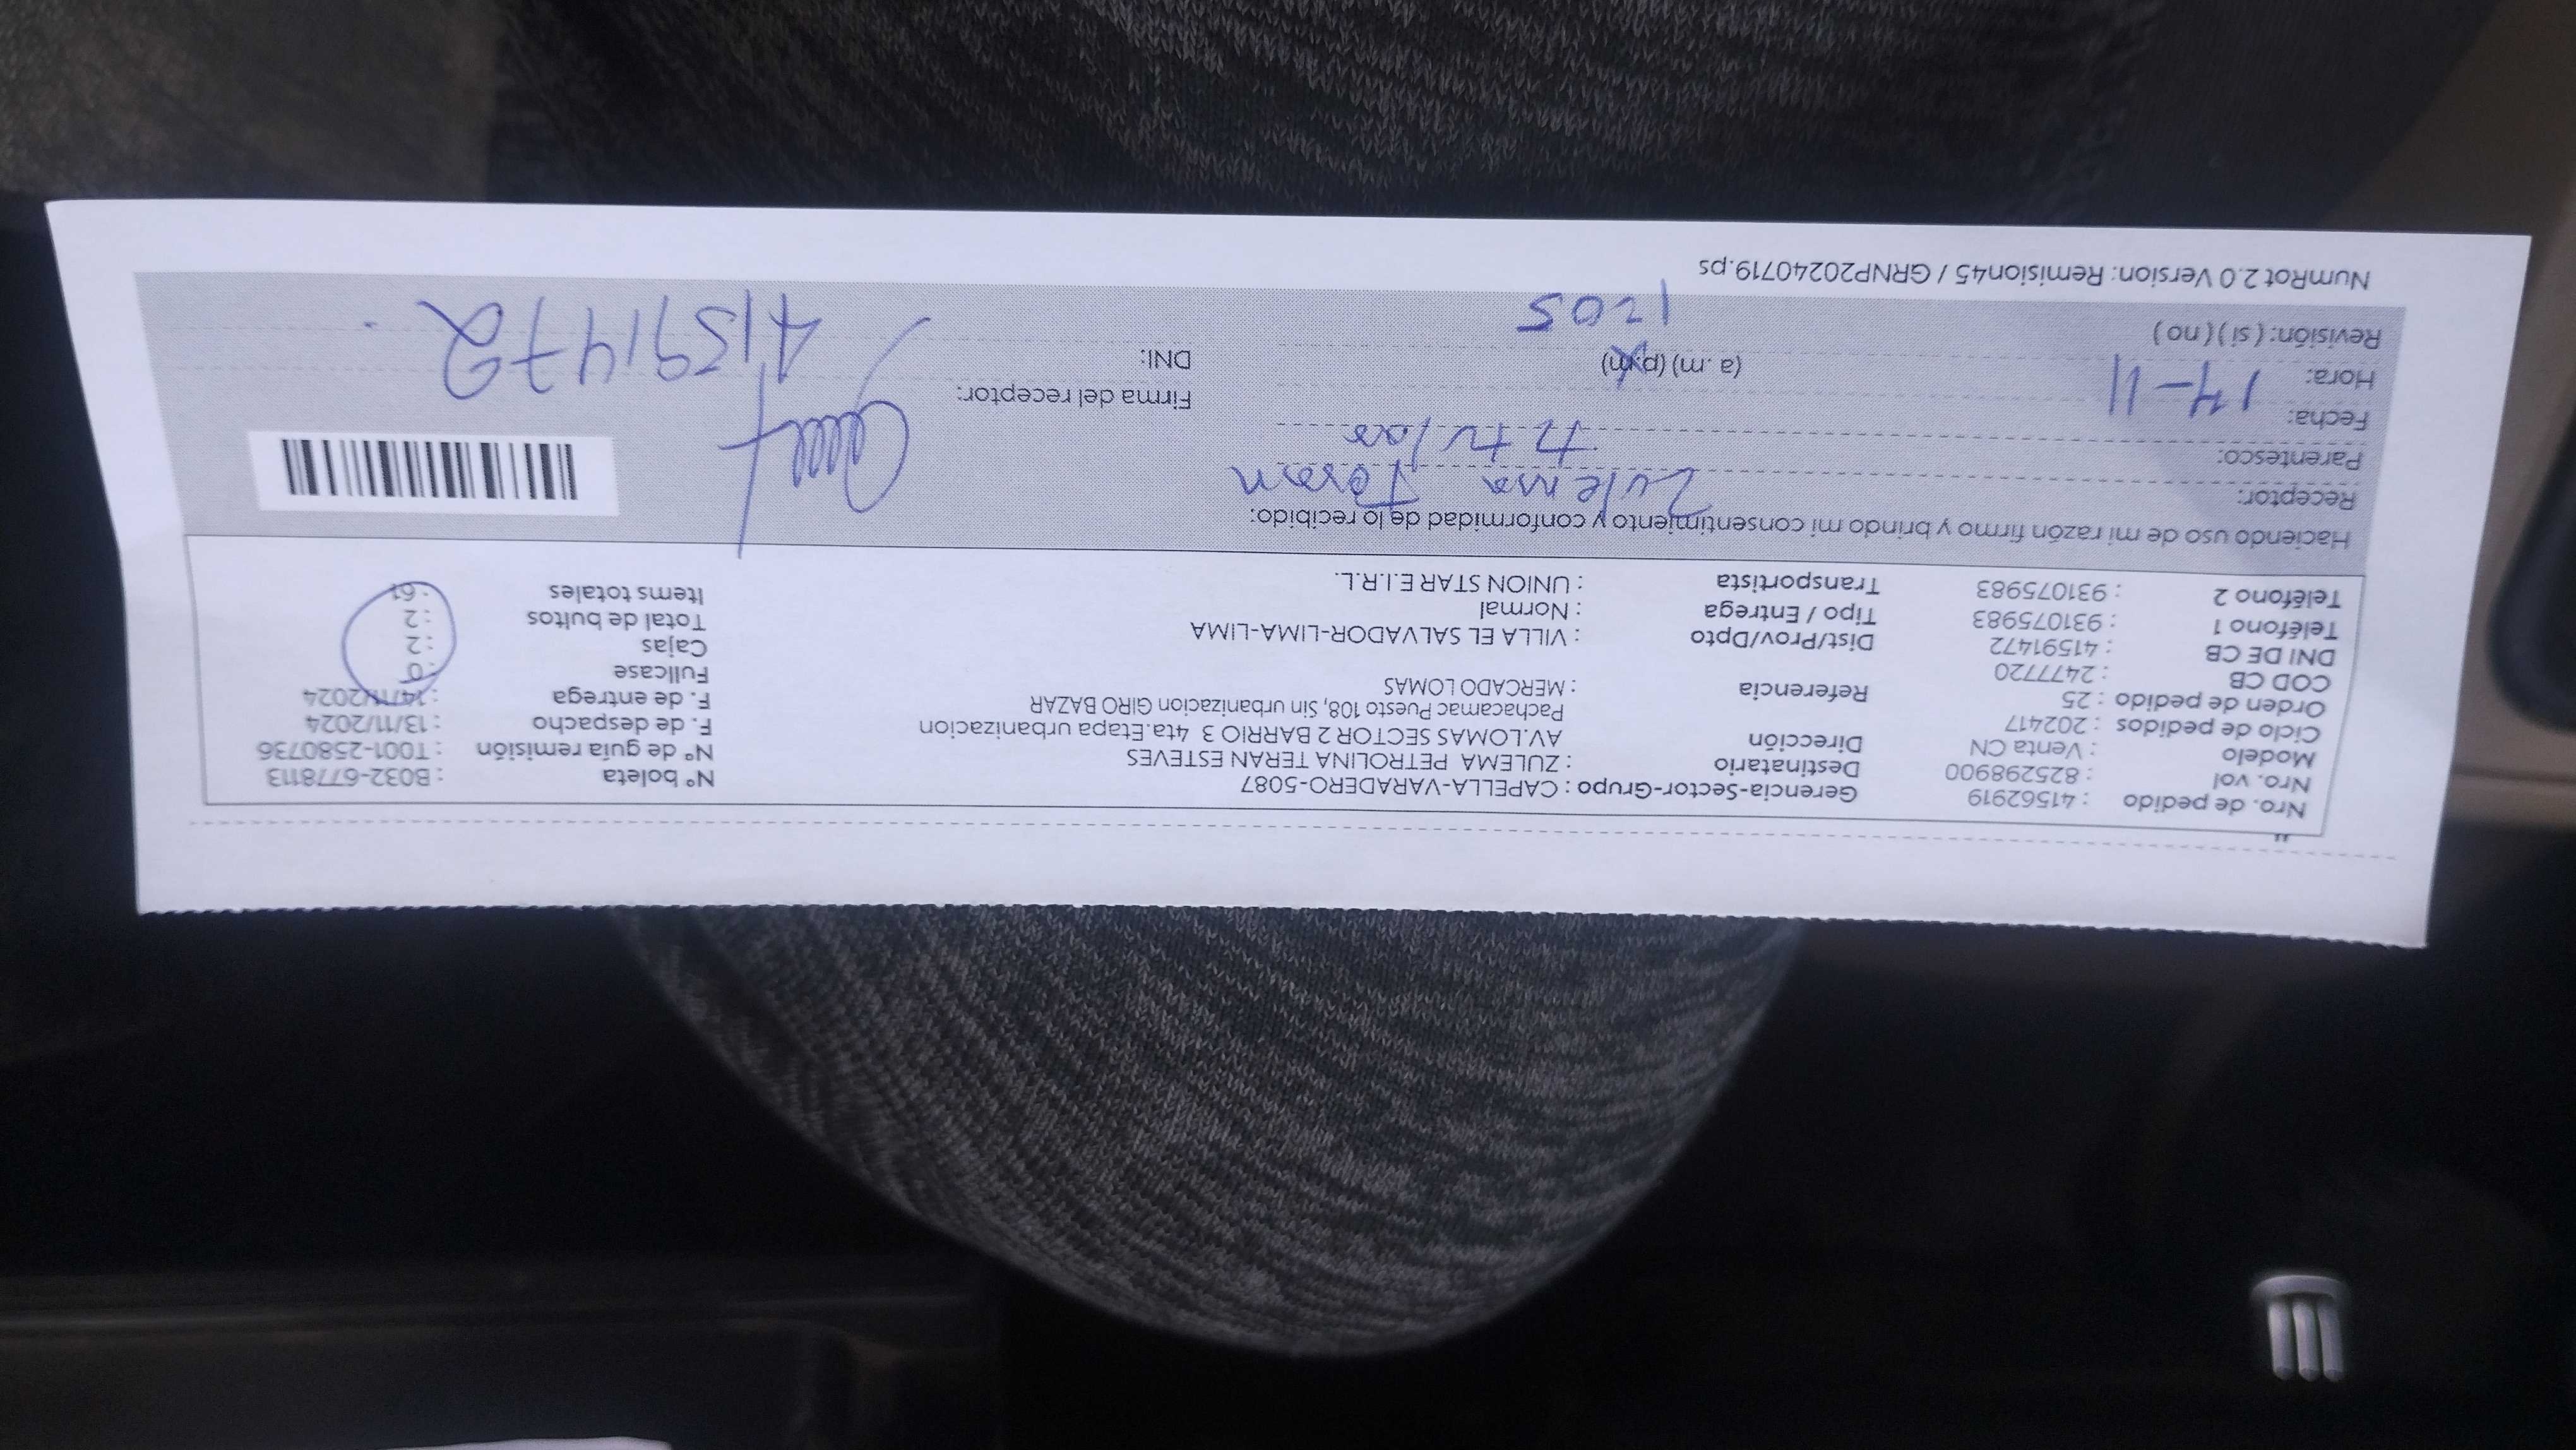 Nro. de pedido : 41562919 Gerencia-Sector-Grupo : CAPELLA-VARADERO-5087 Nº boleta : B032-6778113
Nro. vol : 825298900 Destinatario : ZULEMA PETROLINA TERAN ESTEVES Nº de guía remisión : T001-2580736
Modelo : Venta CN Dirección AV.LOMAS SECTOR 2 BARRIO 3 4ta.Etapa urbanizacion F. de despacho : 13/11/2024
Ciclo de pedidos : 202417 Pachacamac Puesto 108, Sin urbanizacion GIRO BAZAR F. de entrega : 14/11/2024
Orden de pedido : 25 Referencia : MERCADO LOMAS Fullcase : 0
COD CB : 2477720 Cajas : 2
DNI DE CB : 41591472 Dist/Prov/Dpto : VILLA EL SALVADOR-LIMA-LIMA Total de bultos : 2
Teléfono 1 : 931075983 Tipo / Entrega : Normal Items totales : 61
Teléfono 2 : 931075983 Transportista : UNION STAR E.I.R.L.
Haciendo uso de mi razón firmo y brindo mi consentimiento y conformidad de lo recibido:
Receptor: Zulema Teran
Parentesco: titular
Fecha: 14-11 Firma del receptor:
Hora: (a. m) (p.m) DNI: 41591472
Revisión: ( si ) ( no ) 1205
NumRot 2.0 Version: Remision45 / GRNP20240719.ps